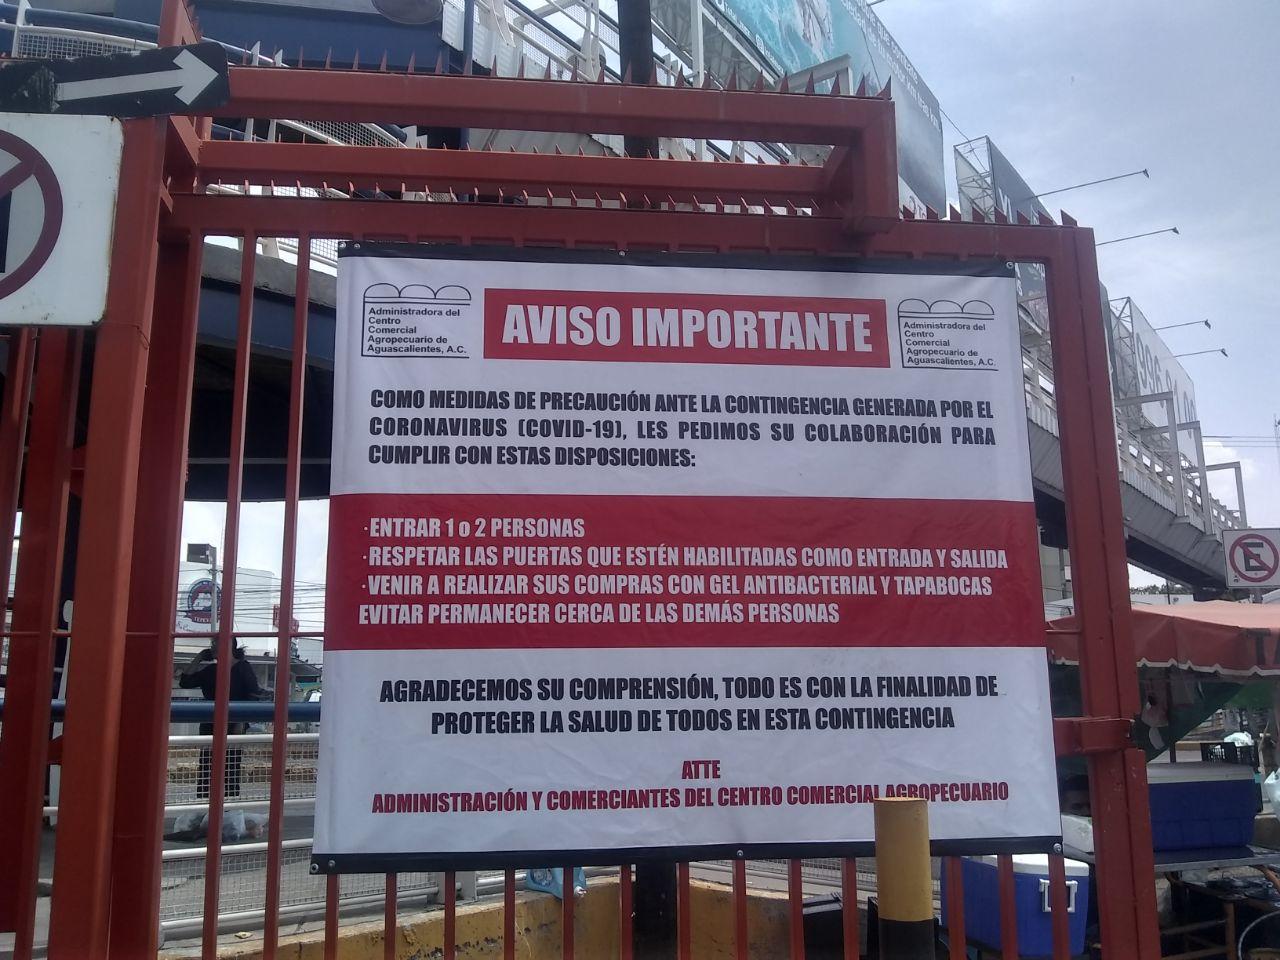 Administradora del
Centro
Comercial
Agropecuario de
Aguascalientes, A.C.
AVISO IMPORTANTE
Administradora del
Centro
Comercial
Agropecuario de
Aguascalientes, A.C.
COMO MEDIDAS DE PRECAUCIÓN ANTE LA CONTINGENCIA GENERADA POR EL
CORONAVIRUS (COVID-19), LES PEDIMOS SU COLABORACIÓN PARA
CUMPLIR CON ESTAS DISPOSICIONES:
·ENTRAR 1 o 2 PERSONAS
·RESPETAR LAS PUERTAS QUE ESTÉN HABILITADAS COMO ENTRADA Y SALIDA
·VENIR A REALIZAR SUS COMPRAS CON GEL ANTIBACTERIAL Y TAPABOCAS
EVITAR PERMANECER CERCA DE LAS DEMÁS PERSONAS
AGRADECEMOS SU COMPRENSIÓN, TODO ES CON LA FINALIDAD DE
PROTEGER LA SALUD DE TODOS EN ESTA CONTINGENCIA
ATTE
ADMINISTRACIÓN Y COMERCIANTES DEL CENTRO COMERCIAL AGROPECUARIO